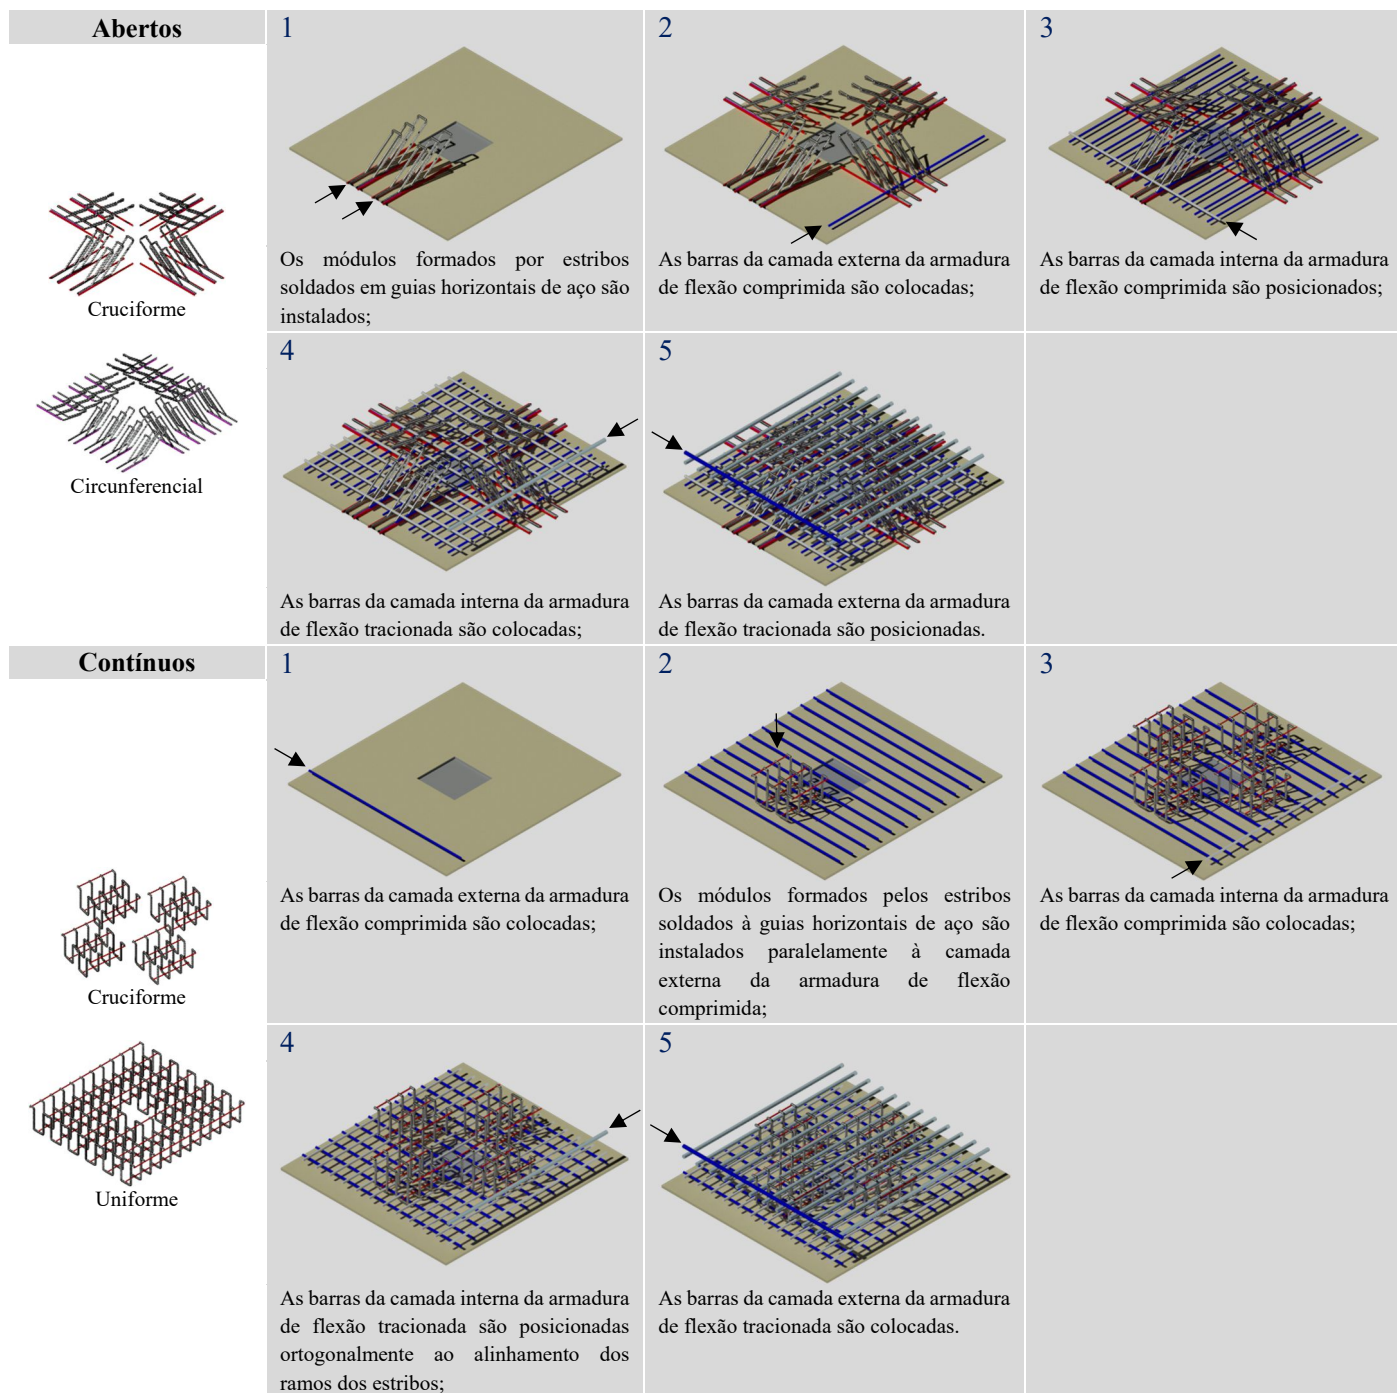 Abertos
Cruciforme
Circunferencial
1
Os módulos formados por estribos
soldados em guias horizontais de aço são
instalados;
2
As barras da camada externa da armadura
de flexão comprimida são colocadas;
3
As barras da camada interna da armadura
de flexão comprimida são posicionados;
4
As barras da camada interna da armadura
de flexão tracionada são colocadas;
5
As barras da camada externa da armadura
de flexão tracionada são posicionadas.
Contínuos
Cruciforme
Uniforme
1
As barras da camada externa da armadura
de flexão comprimida são colocadas;
2
Os módulos formados pelos estribos
soldados à guias horizontais de aço são
instalados paralelamente à camada
externa da armadura de flexão
comprimida;
3
As barras da camada interna da armadura
de flexão comprimida são colocadas;
4
As barras da camada interna da armadura
de flexão tracionada são posicionadas
ortogonalmente ao alinhamento dos
ramos dos estribos;
5
As barras da camada externa da armadura
de flexão tracionada são colocadas.